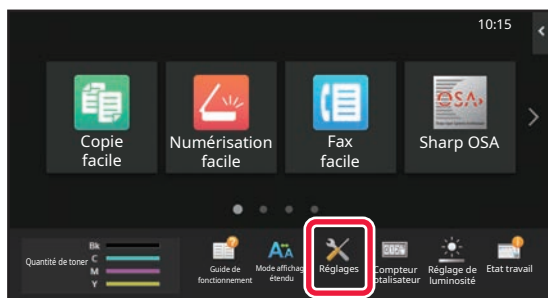 10:15
Copie
facile
Numérisation
facile
Fax
facile
OSA
Sharp OSA
Quantité de toner
Bk
C
M
Y
Guide de
fonctionnement
Mode affichag
étendu
Réglages
Compteur
totalisateur
Réglage de
luminosité
Etat travail